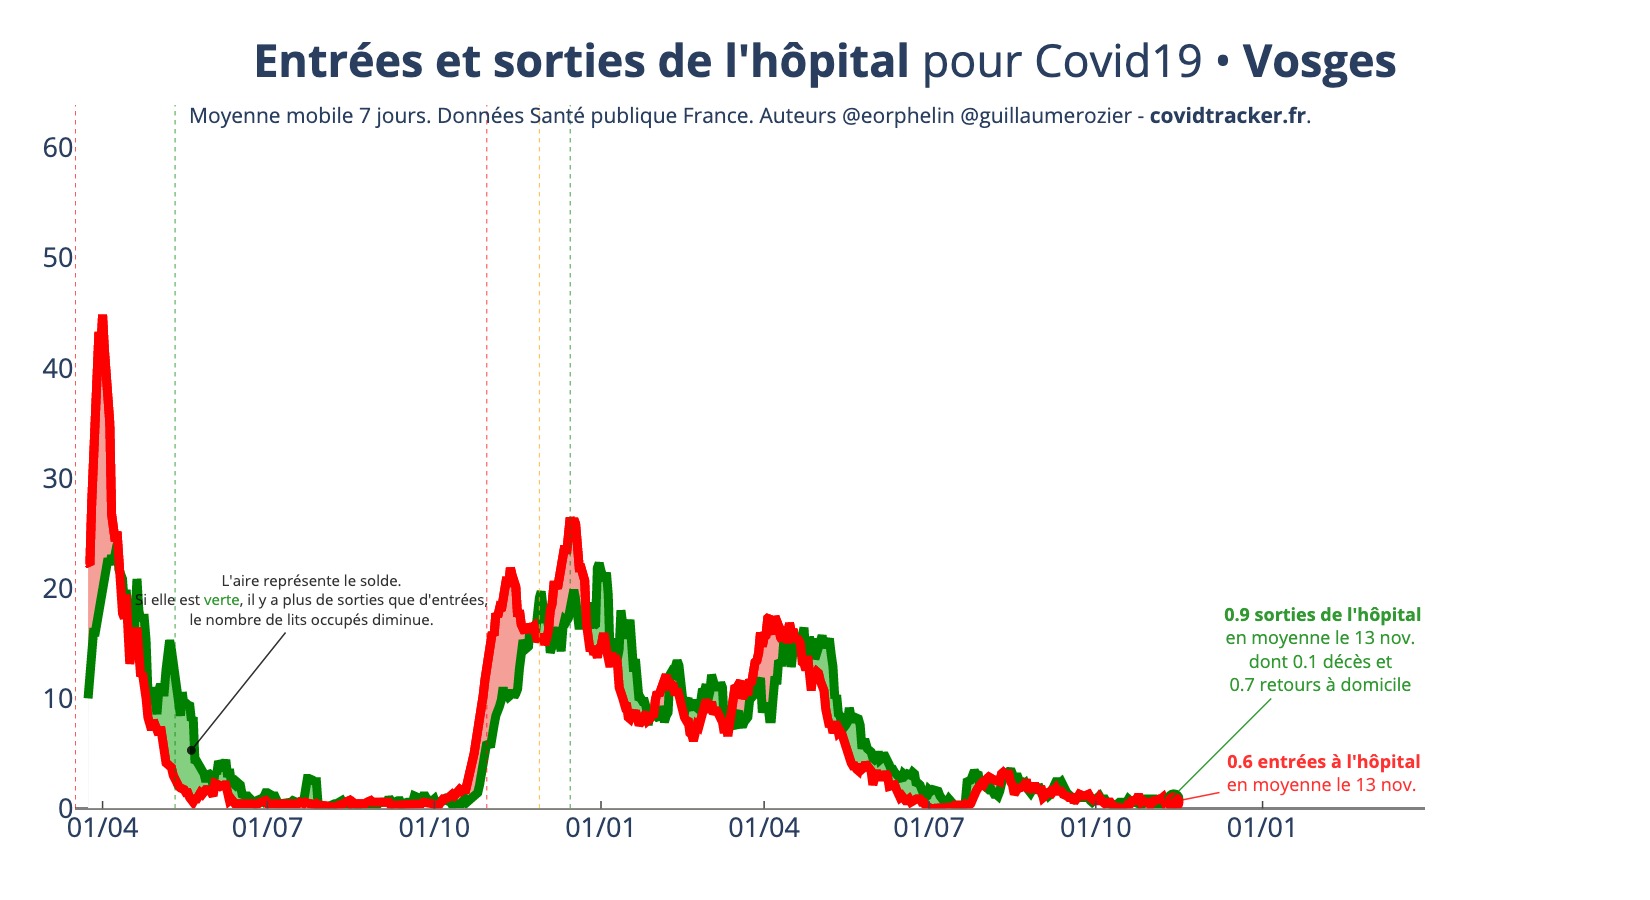 Entrées et sorties de l'hôpital pour Covid19 • Vosges
Moyenne mobile 7 jours. Données Santé publique France. Auteurs @eorphelin @guillaumerozier - covidtracker.fr.
60
50
40
30
20
10
0
L'aire représente le solde.
Si elle est verte, il y a plus de sorties que d'entrées,
le nombre de lits occupés diminue.
0.9 sorties de l'hôpital
en moyenne le 13 nov.
dont 0.1 décès et
0.7 retours à domicile
0.6 entrées à l'hôpital
en moyenne le 13 nov.
01/04 01/07 01/10 01/01 01/04 01/07 01/10 01/01